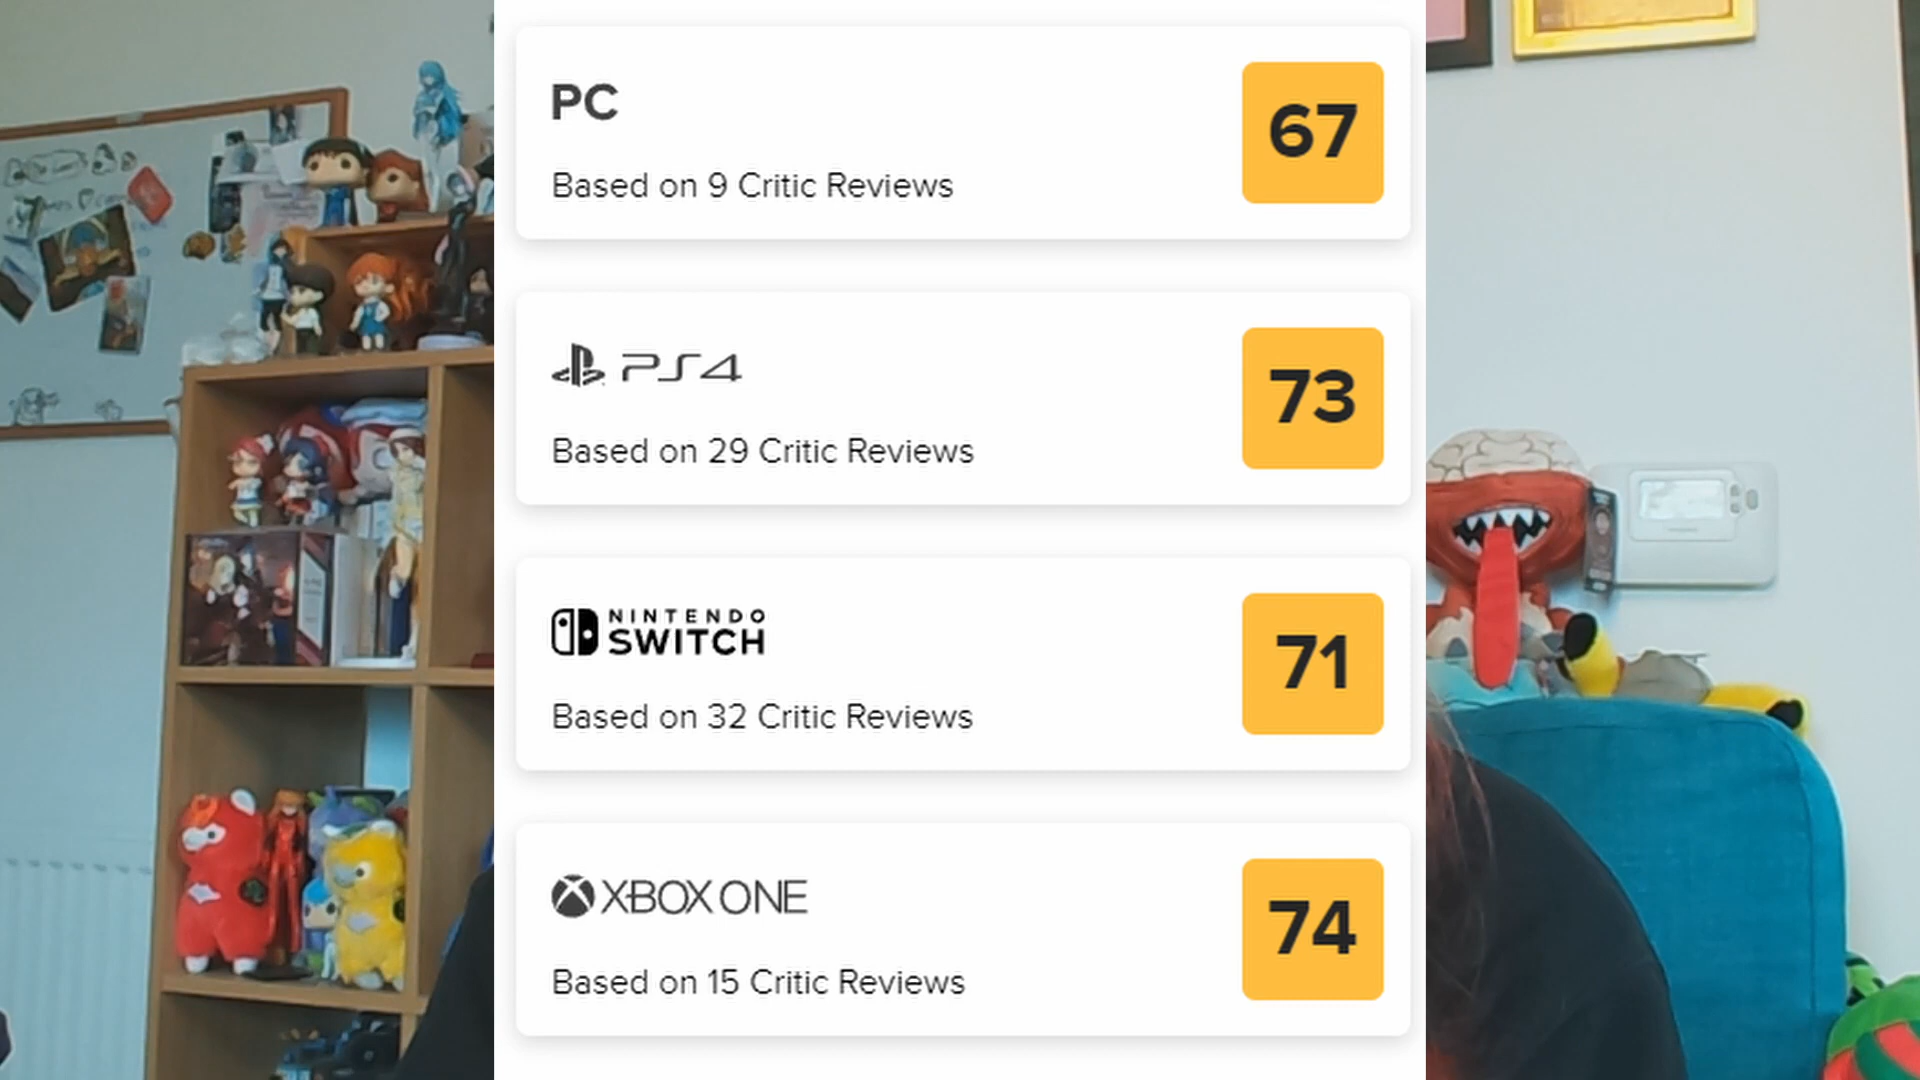 PC
67
Based on 9 Critic Reviews
PS4
73
Based on 29 Critic Reviews
NINTENDO
SWITCH
71
Based on 32 Critic Reviews
XBOX ONE
74
Based on 15 Critic Reviews